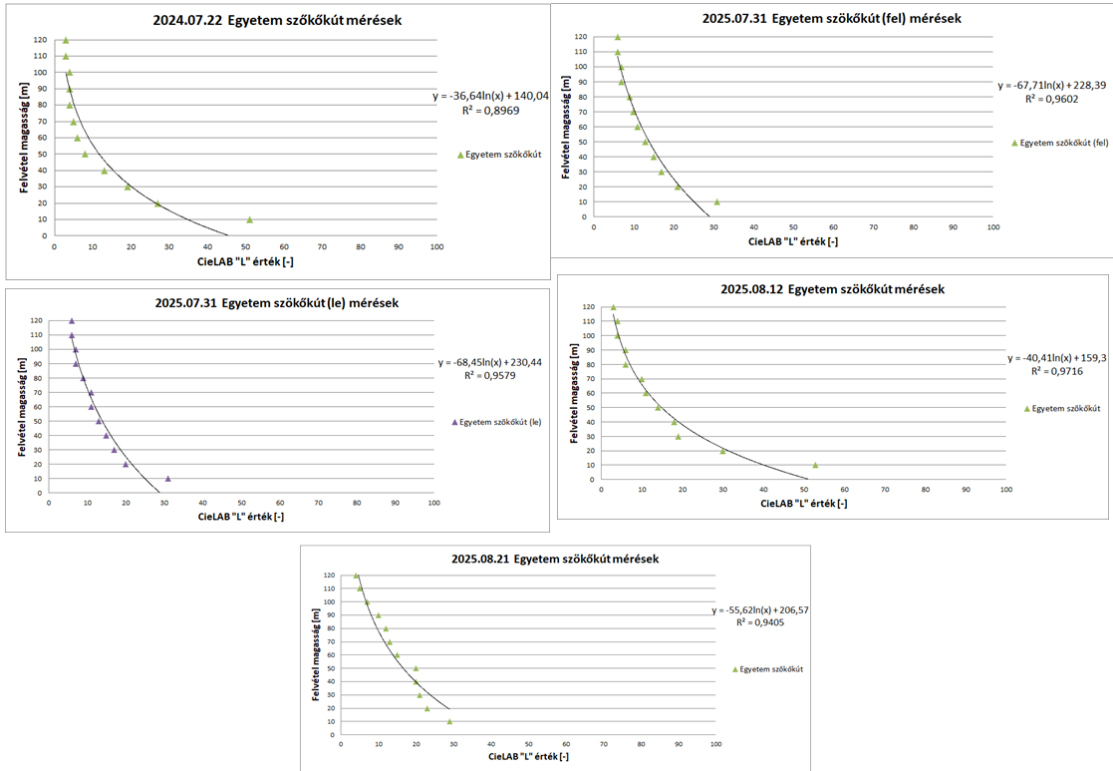 2024.07.22 Egyetem szőkőkút mérések
Felvétel magasság [m]
120
110
100
90
80
70
60
50
40
30
20
10
0
0 10 20 30 40 50 60 70 80 90 100
CieLAB "L" érték [-]
y = -36,64ln(x) + 140,04
R² = 0,8969
Egyetem szőkőkút
2025.07.31 Egyetem szökőkút (fel) mérések
Felvétel magasság [m]
120
110
100
90
80
70
60
50
40
30
20
10
0
0 10 20 30 40 50 60 70 80 90 100
CieLAB "L" érték [-]
y = -67,71ln(x) + 228,39
R² = 0,9602
Egyetem szőkőkút (fel)
2025.07.31 Egyetem szökőkút (le) mérések
Felvétel magasság [m]
120
110
100
90
80
70
60
50
40
30
20
10
0
0 10 20 30 40 50 60 70 80 90 100
CieLAB "L" érték [-]
y = -68,45ln(x) + 230,44
R² = 0,9579
Egyetem szőkőkút (le)
2025.08.12 Egyetem szökőkút mérések
Felvétel magasság [m]
120
110
100
90
80
70
60
50
40
30
20
10
0
0 10 20 30 40 50 60 70 80 90 100
CieLAB "L" érték [-]
y = -40,41ln(x) + 159,3
R² = 0,9716
Egyetem szökőkút
2025.08.21 Egyetem szökőkút mérések
Felvétel magasság [m]
120
110
100
90
80
70
60
50
40
30
20
10
0
0 10 20 30 40 50 60 70 80 90 100
CieLAB "L" érték [-]
y = -55,62ln(x) + 206,57
R² = 0,9405
Egyetem szökőkút